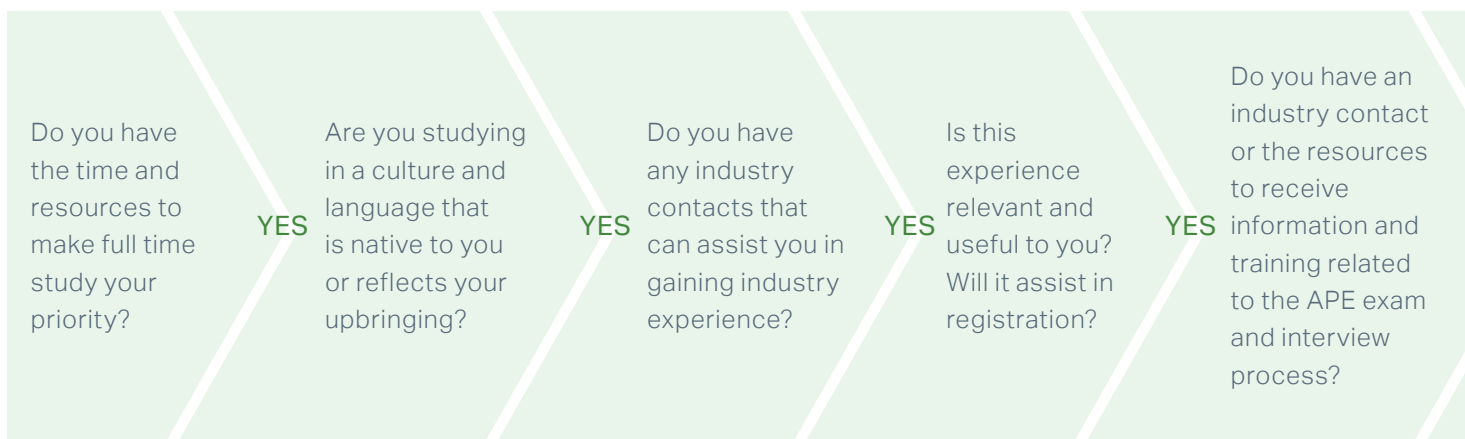 Do you have
the time and
resources to
make full time
study your
priority?
YES
Are you studying
in a culture and
language that
is native to you
or reflects your
upbringing?
YES
Do you have
any industry
contacts that
can assist you in
gaining industry
experience?
YES
Is this
experience
relevant and
useful to you?
Will it assist in
registration?
YES
Do you have an
industry contact
or the resources
to receive
information and
training related
to the APE exam
and interview
process?